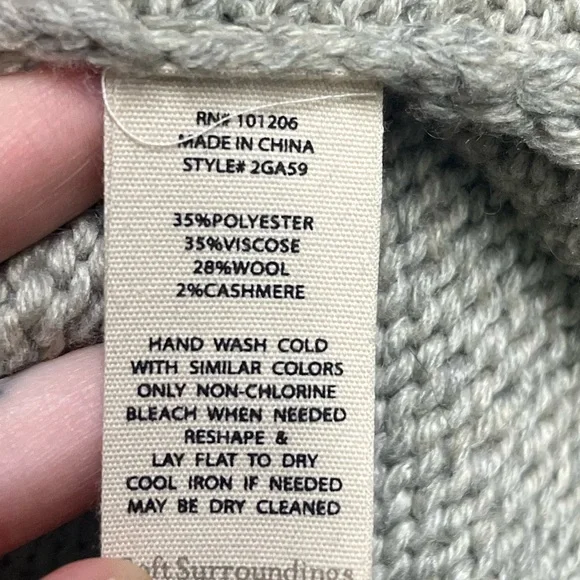 RN# 101206
MADE IN CHINA
STYLE# 2GA59
35%POLYESTER
35%VISCOSE
28%WOOL
2%CASHMERE
HAND WASH COLD
WITH SIMILAR COLORS
ONLY NON-CHLORINE
BLEACH WHEN NEEDED
RESHAPE &
LAY FLAT TO DRY
COOL IRON IF NEEDED
MAY BE DRY CLEANED
Soft Surroundings